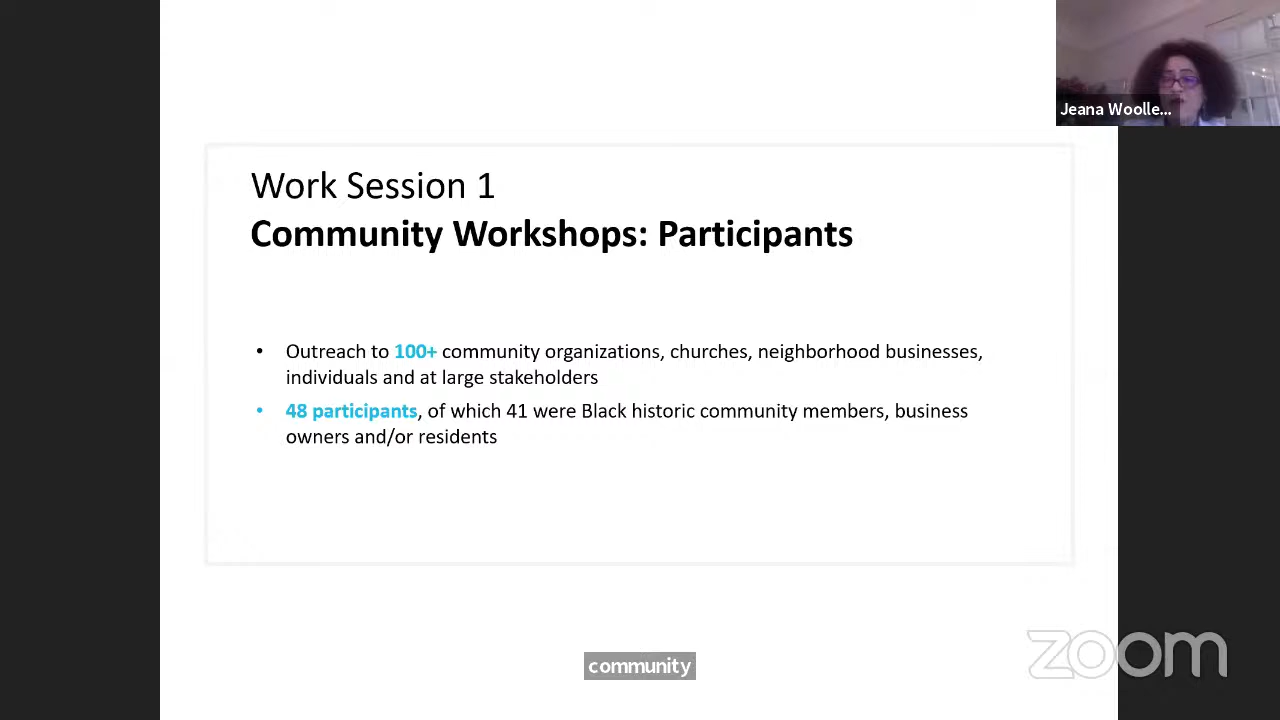 Jeana Woolle...
Work Session 1
Community Workshops: Participants
• Outreach to 100+ community organizations, churches, neighborhood businesses,
individuals and at large stakeholders
• 48 participants, of which 41 were Black historic community members, business
owners and/or residents
community
zoom